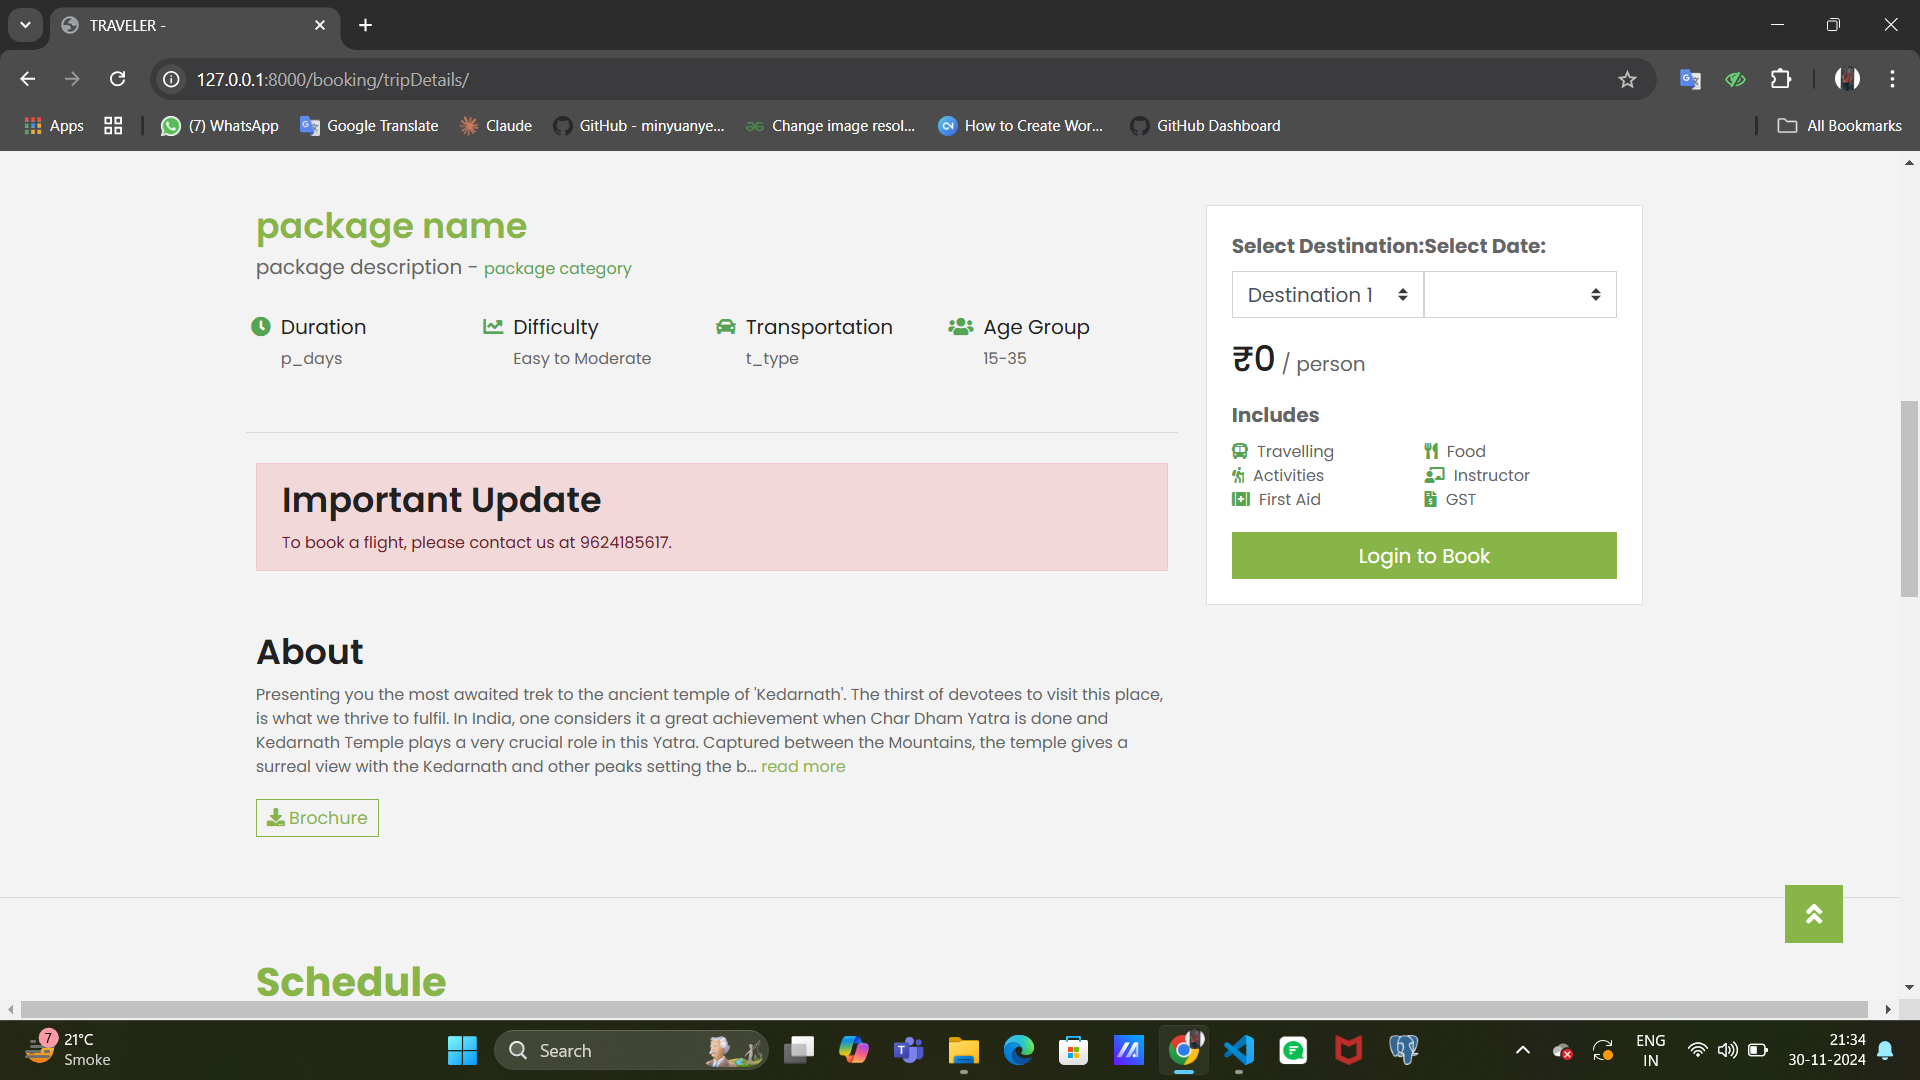 TRAVELER -
127.0.0.1:8000/booking/tripDetails/
Apps (7) WhatsApp Google Translate Claude GitHub - minyuanye... Change image resol... How to Create Wor... GitHub Dashboard All Bookmarks
package name
package description - package category
Duration Difficulty Transportation Age Group
p_days Easy to Moderate t_type 15-35
Important Update
To book a flight, please contact us at 9624185617.
About
Presenting you the most awaited trek to the ancient temple of 'Kedarnath'. The thirst of devotees to visit this place,
is what we thrive to fulfil. In India, one considers it a great achievement when Char Dham Yatra is done and
Kedarnath Temple plays a very crucial role in this Yatra. Captured between the Mountains, the temple gives a
surreal view with the Kedarnath and other peaks setting the b... read more
Brochure
Select Destination:Select Date:
Destination 1
₹0 / person
Includes
Travelling Food
Activities Instructor
First Aid GST
Login to Book
Schedule
7
21°C
Smoke
Search
ENG
IN
21:34
30-11-2024